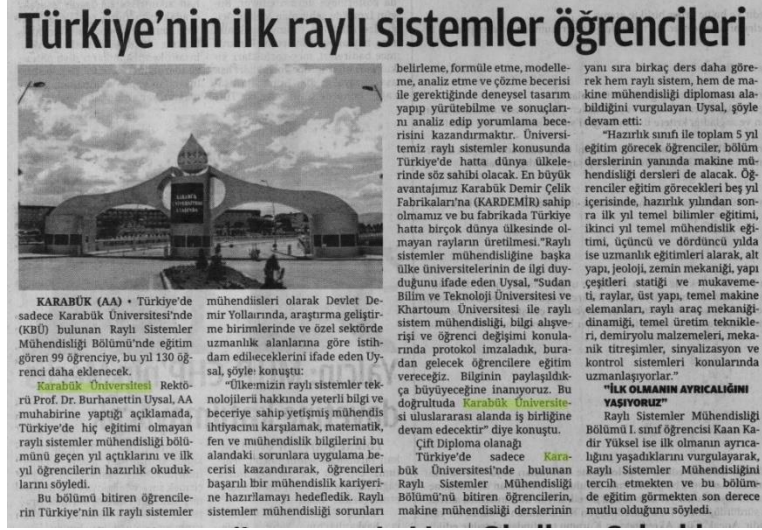 Türkiye'nin ilk raylı sistemler öğrencileri
KARABÜK (AA) • Türkiye'de
sadece Karabük Üniversitesi'nde
(KBÜ) bulunan Raylı Sistemler
Mühendisliği Bölümü'nde eğitim
gören 99 öğrenciye, bu yıl 130 öğ-
renci daha eklenecek.
Karabük Üniversitesi Rektö-
rü Prof. Dr. Burhanettin Uysal, AA
muhabirine yaptığı açıklamada,
Türkiye'de hiç eğitimi olmayan
raylı sistemler mühendisliği bölü-
münü geçen yıl açtıklarını ve ilk
yıl öğrencilerin hazırlık okuduk-
larını söyledi.
Bu bölümü bitiren öğrencile-
rin Türkiye'nin ilk raylı sistemler
mühendisleri olarak Devlet De-
mir Yollarında, araştırma geliştir-
me birimlerinde ve özel sektörde
uzmanlık alanlarına göre istih-
dam edileceklerini ifade eden Uy-
sal, şöyle konuştu:
"Ülkemizin raylı sistemler tek-
nolojileri hakkında yeterli bilgi ve
beceriye sahip yetişmiş mühendis
ihtiyacını karşılamak, matematik,
fen ve mühendislik bilgilerini bu
alandaki sorunlara uygulama be-
cerisi kazandırarak, öğrencileri
başarılı bir mühendislik kariyeri-
ne hazırlamayı hedefledik. Raylı
sistemler mühendisliği sorunları
belirleme, formüle etme, modelle-
me, analiz etme ve çözme becerisi
ile gerektiğinde deneysel tasarım
yapıp yürütebilme ve sonuçları-
nı analiz edip yorumlama bece-
risini kazandırmaktır. Üniversi-
temiz raylı sistemler konusunda
Türkiye'de hatta dünya ülkele-
rinde söz sahibi olacak. En büyük
avantajımız Karabük Demir Çelik
Fabrikaları'na (KARDEMİR) sahip
olmamız ve bu fabrikada Türkiye
hatta birçok dünya ülkesinde ol-
mayan rayların üretilmesi."Raylı
sistemler mühendisliğine başka
ülke üniversitelerinin de ilgi duy-
duğunu ifade eden Uysal, "Sudan
Bilim ve Teknoloji Üniversitesi ve
Khartoum Üniversitesi ile raylı
sistem mühendisliği, bilgi alışve-
rişi ve öğrenci değişimi konula-
rında protokol imzaladık, bura-
dan gelecek öğrencilere eğitim
vereceğiz. Bilginin paylaşıldık-
ça büyüyeceğine inanıyoruz. Bu
doğrultuda Karabük Üniversite-
si uluslararası alanda iş birliğine
devam edecektir" diye konuştu.
Çift Diploma olanağı
Türkiye'de sadece Kara-
bük Üniversitesi'nde bulunan
Raylı Sistemler Mühendisliği
Bölümü'nü bitiren öğrencilerin,
makine mühendisliği derslerinin
yanı sıra birkaç ders daha göre-
rek hem raylı sistem, hem de ma-
kine mühendisliği diploması ala-
bildiğini vurgulayan Uysal, şöyle
devam etti:
"Hazırlık sınıfı ile toplam 5 yıl
eğitim görecek öğrenciler, bölüm
derslerinin yanında makine mü-
hendisliği dersleri de alacak. Öğ-
renciler eğitim görecekleri beş yıl
içerisinde, hazırlık yılından son-
ra ilk yıl temel bilimler eğitimi,
ikinci yıl temel mühendislik eği-
timi, üçüncü ve dördüncü yılda
ise uzmanlık eğitimleri alarak, alt
yapı, jeoloji, zemin mekaniği, yapı
çeşitleri statiği ve mukaveme-
ti, raylar, üst yapı, temel makine
elemanları, raylı araç mekaniği-
dinamiği, temel üretim teknikle-
ri, demiryolu malzemeleri, meka-
nik titreşimler, sinyalizasyon ve
kontrol sistemleri konularında
uzmanlaşıyorlar."
"İLK OLMANIN AYRICALIĞINI
YAŞIYORUZ"
Raylı Sistemler Mühendisliği
Bölümü I. sınıf öğrencisi Kaan Ka-
dir Yüksel ise ilk olmanın ayrıca-
lığını yaşadıklarını vurgulayarak,
Raylı Sistemler Mühendisliğini
tercih etmekten ve bu bölüm-
de eğitim görmekten son derece
mutlu olduğunu söyledi.